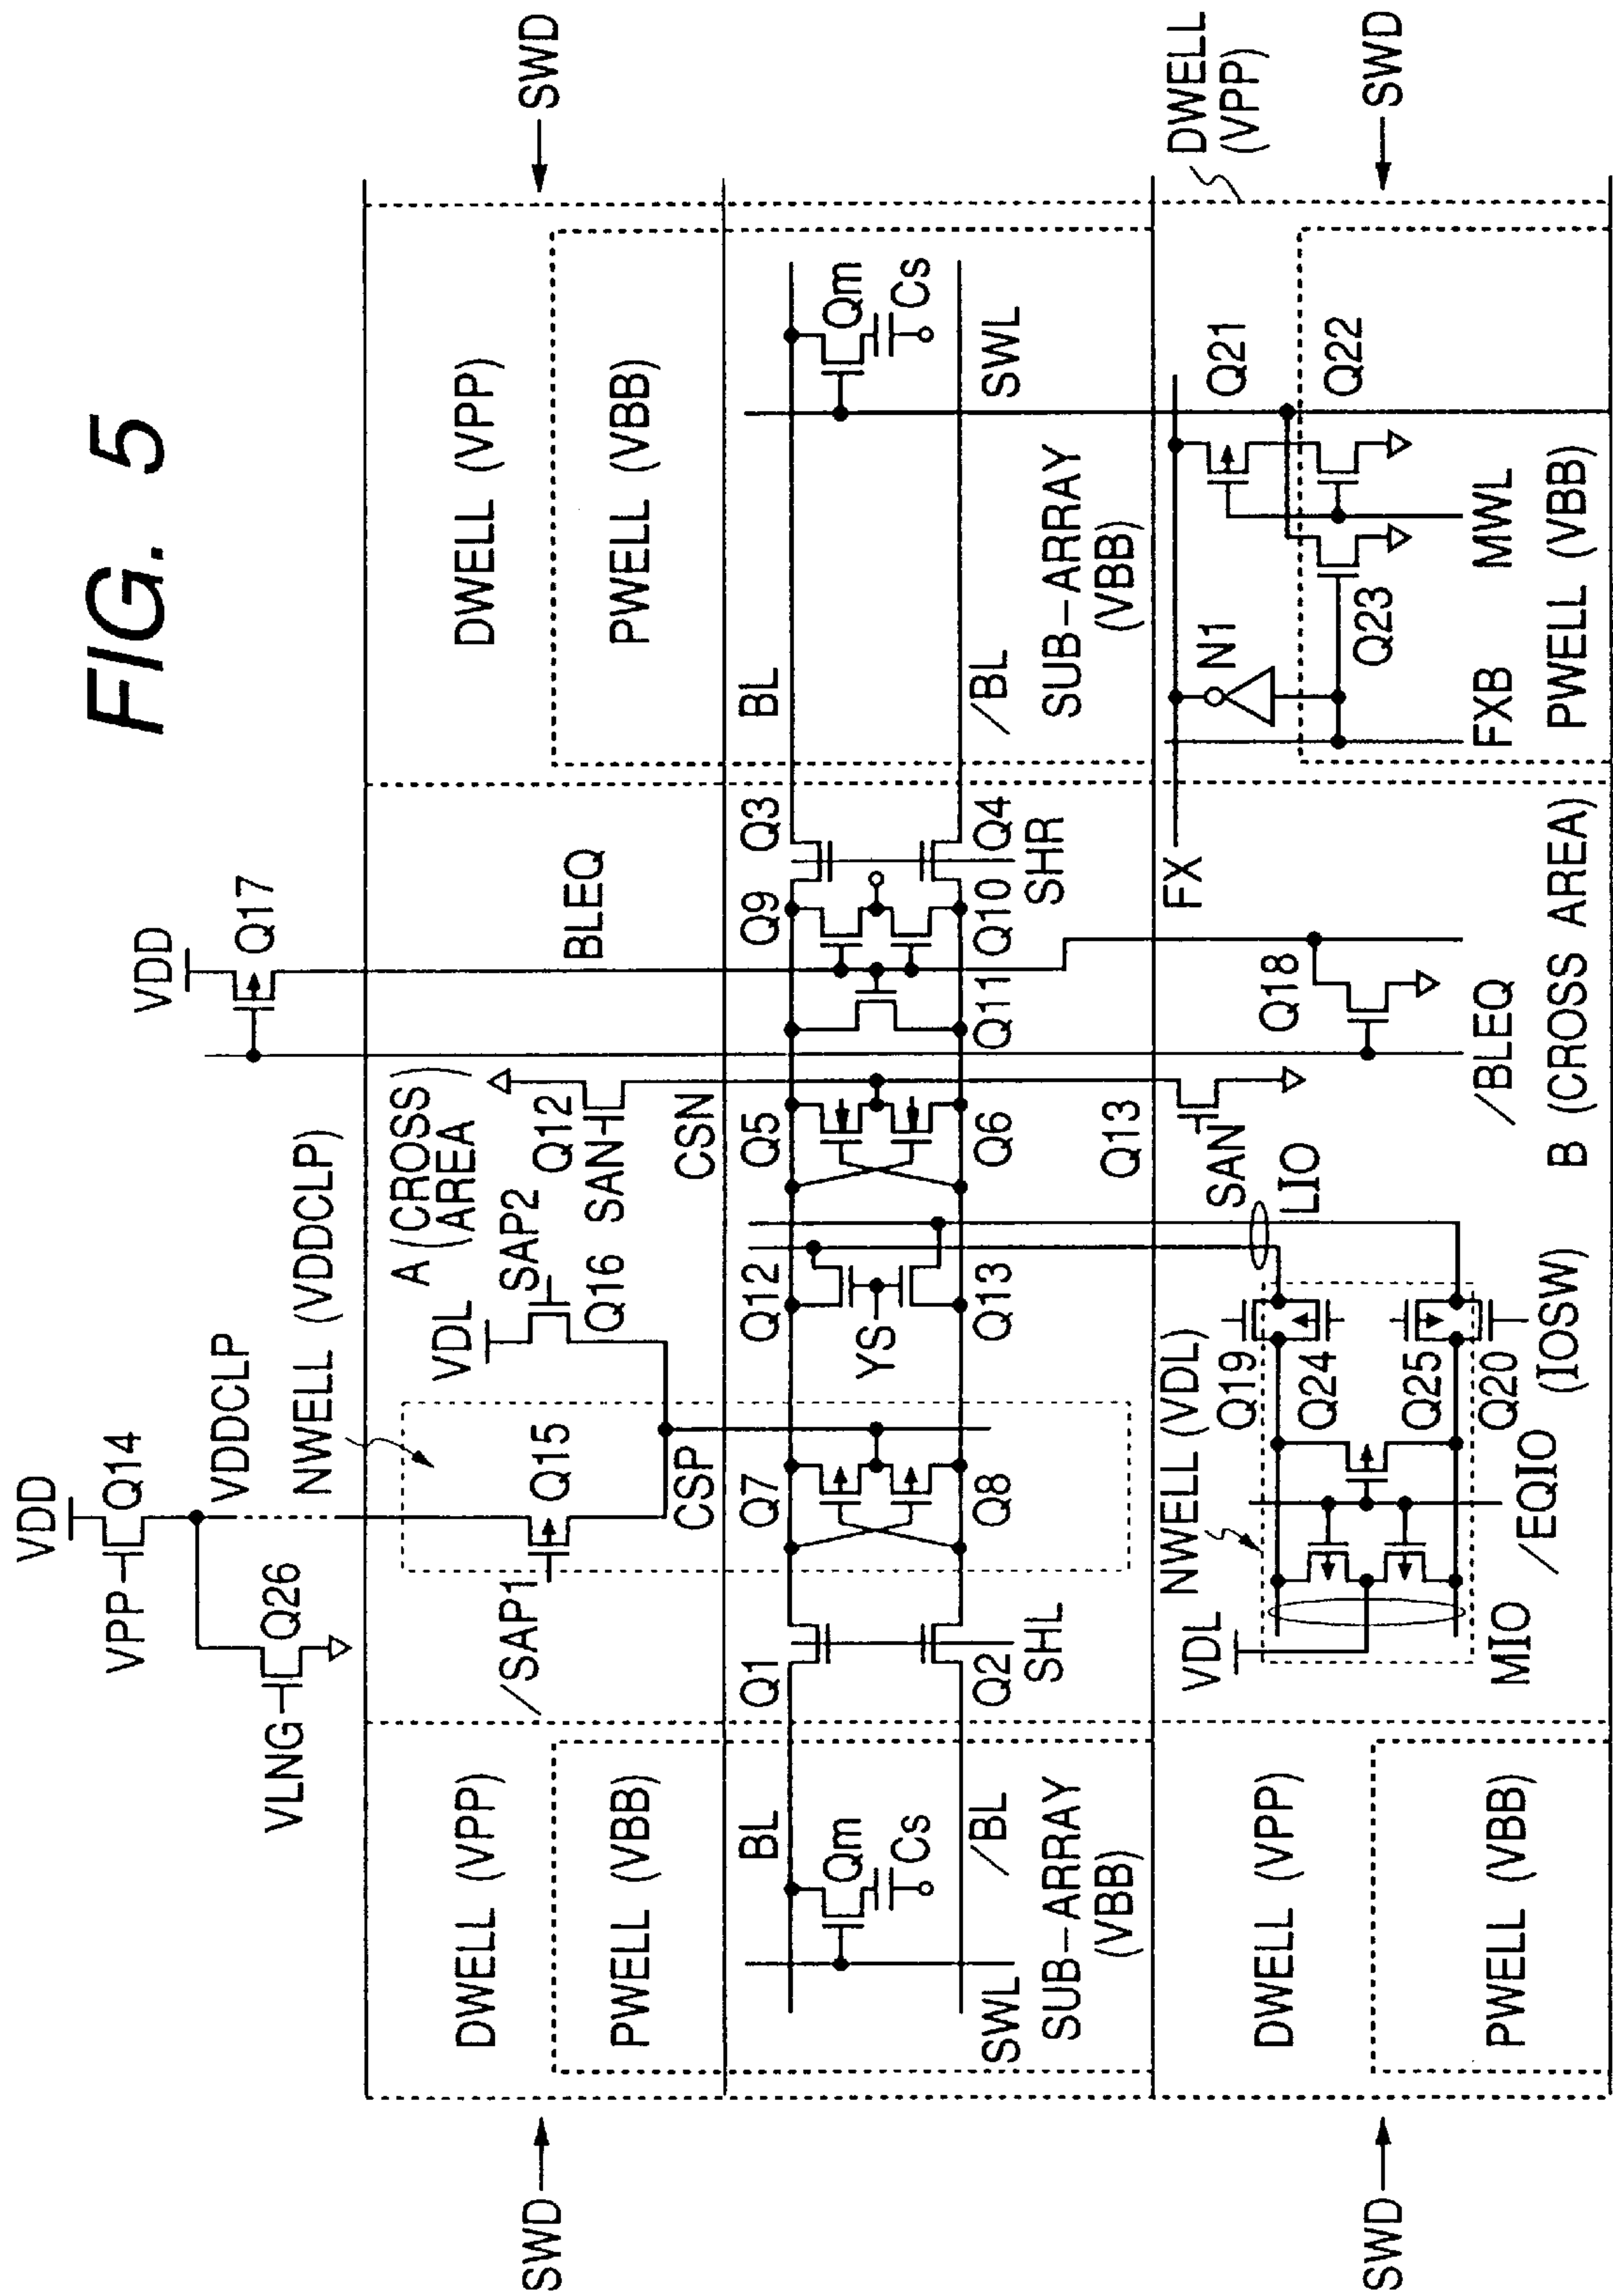 FIG. 5
SWD
SWD
DWELL (VPP)
PWELL (VBB)
BL
/BL
Qm
Cs
SWL
SUB-ARRAY
(VBB)
DWELL
(VPP)
FX
N1
Q21
Q22
Q23
FXB
MWL
PWELL (VBB)
VDD
Q17
BLEQ
Q3
Q4
SHR
Q9
Q10
Q11
Q18
/BLEQ
B (CROSS AREA)
A (CROSS
AREA)
Q12
SAN
CSN
Q5
Q6
Q13
SAN
LIO
NWELL (VDDCLP)
VDL
SAP2
Q16
Q12
YS
Q13
VDD
VPP
Q14
VDDCLP
Q15
CSP
/SAP1
Q7
Q8
VLNG
Q26
Q1
Q2
SHL
NWELL (VDL)
VDL
Q19
Q24
Q25
Q20
(IOSW)
/EQIO
MIO
DWELL (VPP)
PWELL (VBB)
BL
/BL
Qm
Cs
SWL
SUB-ARRAY
(VBB)
DWELL (VPP)
PWELL (VBB)
SWD
SWD